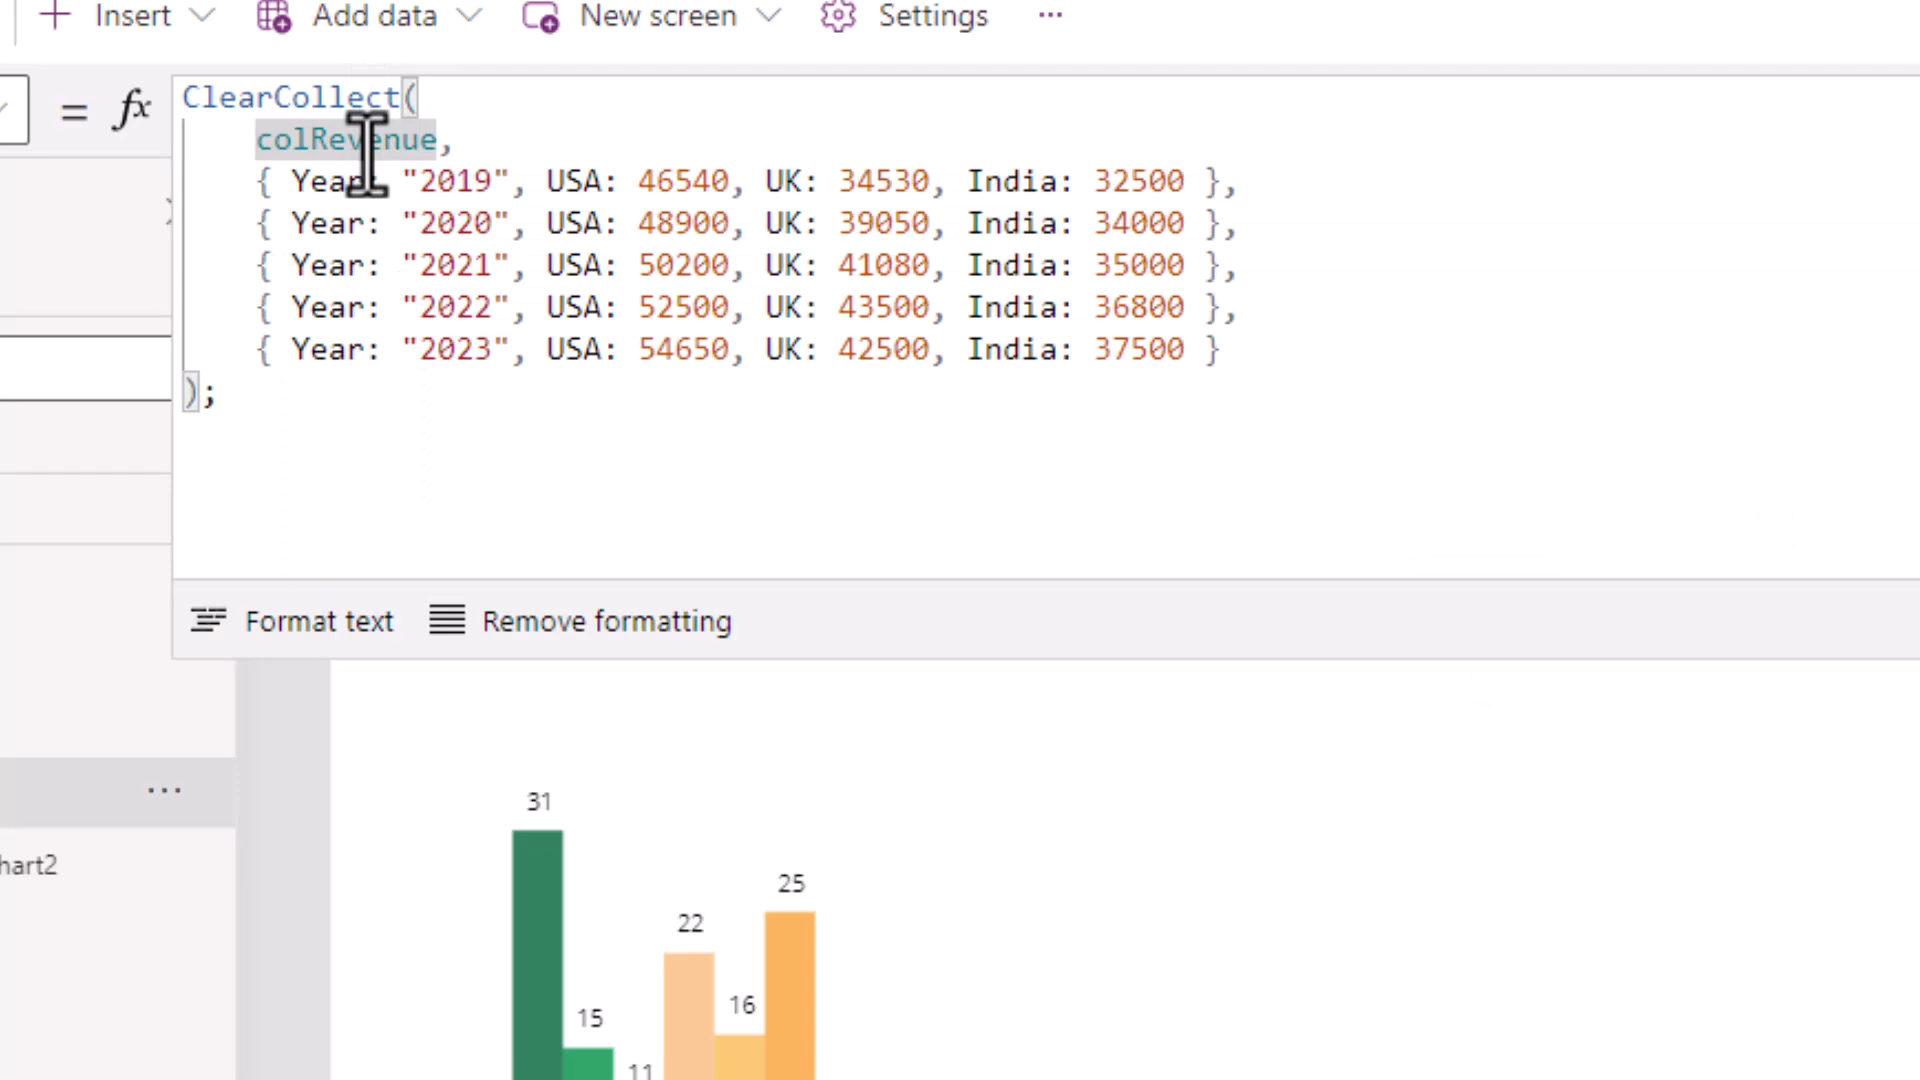 Insert Add data New screen Settings ...
= fx
ClearCollect(
colRevenue,
{ Year: "2019", USA: 46540, UK: 34530, India: 32500 },
{ Year: "2020", USA: 48900, UK: 39050, India: 34000 },
{ Year: "2021", USA: 50200, UK: 41080, India: 35000 },
{ Year: "2022", USA: 52500, UK: 43500, India: 36800 },
{ Year: "2023", USA: 54650, UK: 42500, India: 37500 }
);
Format text Remove formatting
...
hart2
31
25
22
16
15
11